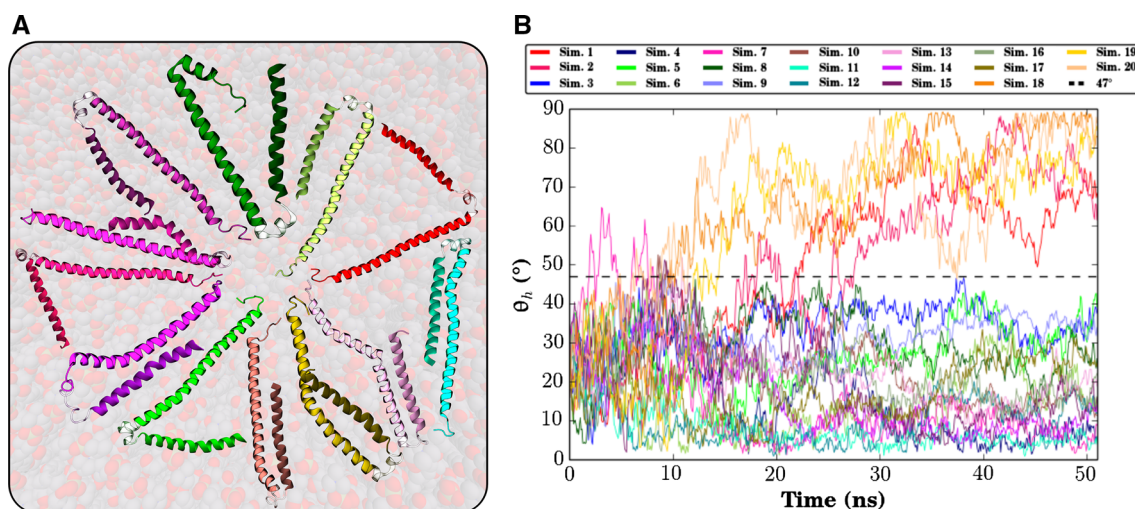 A
B
Sim. 1 Sim. 4 Sim. 7 Sim. 10 Sim. 13 Sim. 16 Sim. 19
Sim. 2 Sim. 5 Sim. 8 Sim. 11 Sim. 14 Sim. 17 Sim. 20
Sim. 3 Sim. 6 Sim. 9 Sim. 12 Sim. 15 Sim. 18 47°
90
80
70
60
50
40
30
20
10
0
θh (°)
0 10 20 30 40 50
Time (ns)